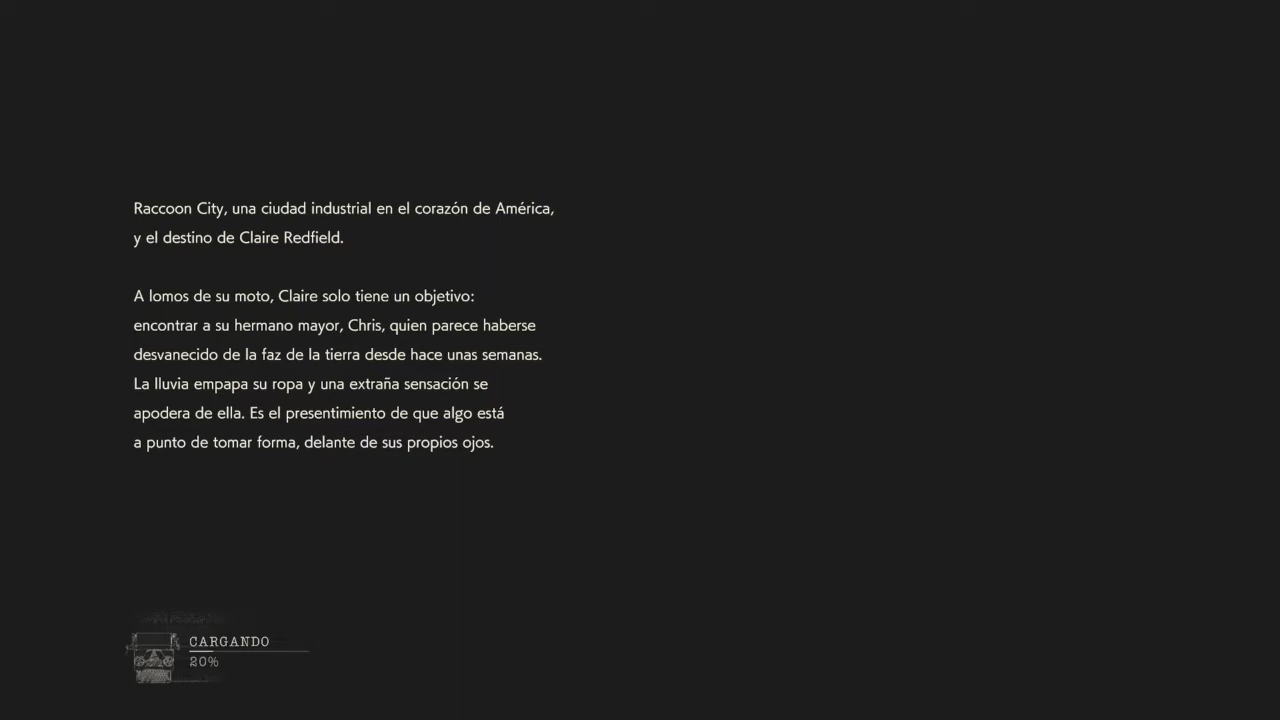 Raccoon City, una ciudad industrial en el corazón de América,
y el destino de Claire Redfield.
A lomos de su moto, Claire solo tiene un objetivo:
encontrar a su hermano mayor, Chris, quien parece haberse
desvanecido de la faz de la tierra desde hace unas semanas.
La lluvia empapa su ropa y una extraña sensación se
apodera de ella. Es el presentimiento de que algo está
a punto de tomar forma, delante de sus propios ojos.
CARGANDO
20%